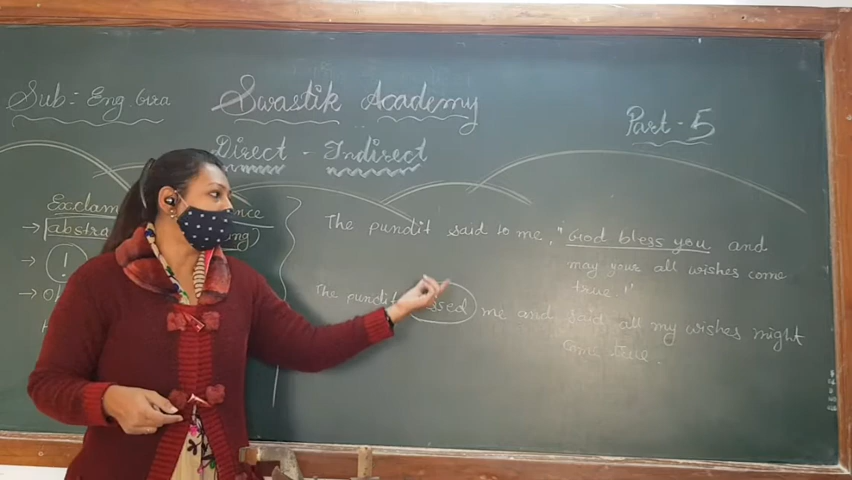 Sub: Eng. Gra
Swastik Academy
Part-5
Direct - Indirect
Exclam nce
→ abstra ng)
→ !
→
The pundit said to me, "God bless you and
may your all wishes come
true."
The pundit ssed me and said all my wishes might
come true.